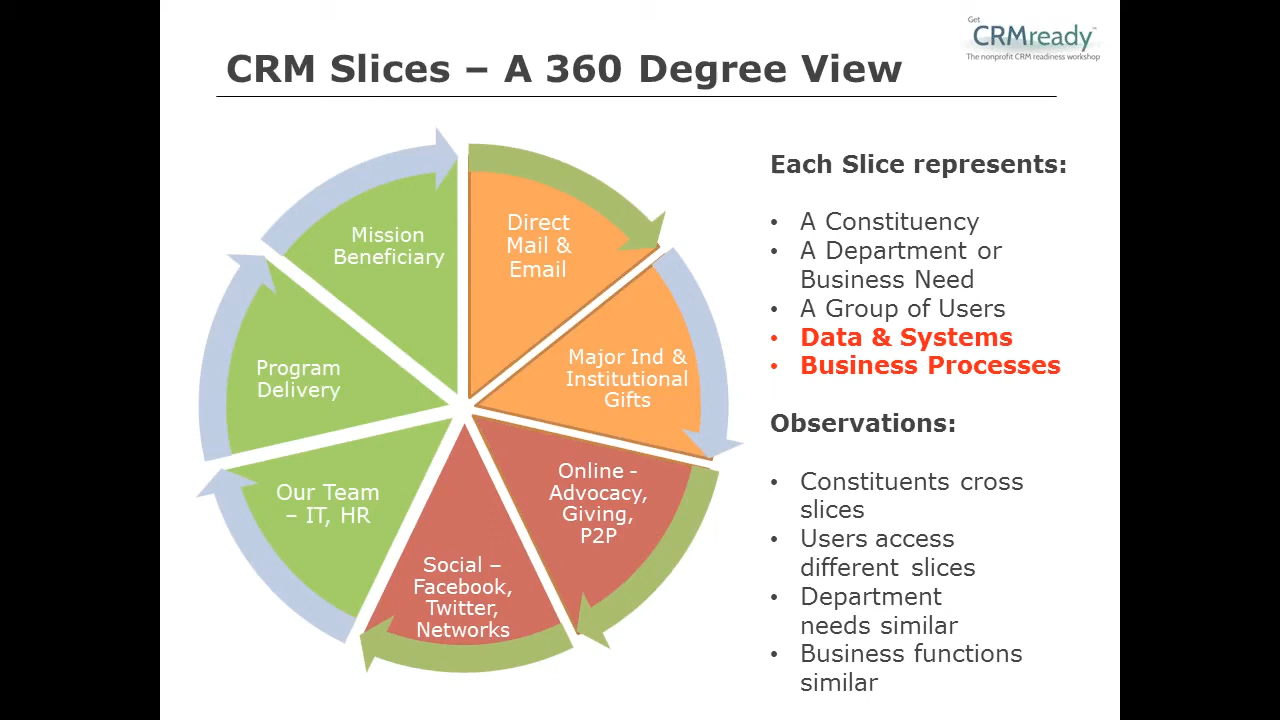 Get
CRMready™
The nonprofit CRM readiness workshop
CRM Slices – A 360 Degree View
Mission
Beneficiary
Direct
Mail &
Email
Major Ind &
Institutional
Gifts
Online -
Advocacy,
Giving,
P2P
Social –
Facebook,
Twitter,
Networks
Our Team
– IT, HR
Program
Delivery
Each Slice represents:
• A Constituency
• A Department or
Business Need
• A Group of Users
• Data & Systems
• Business Processes
Observations:
• Constituents cross
slices
• Users access
different slices
• Department
needs similar
• Business functions
similar